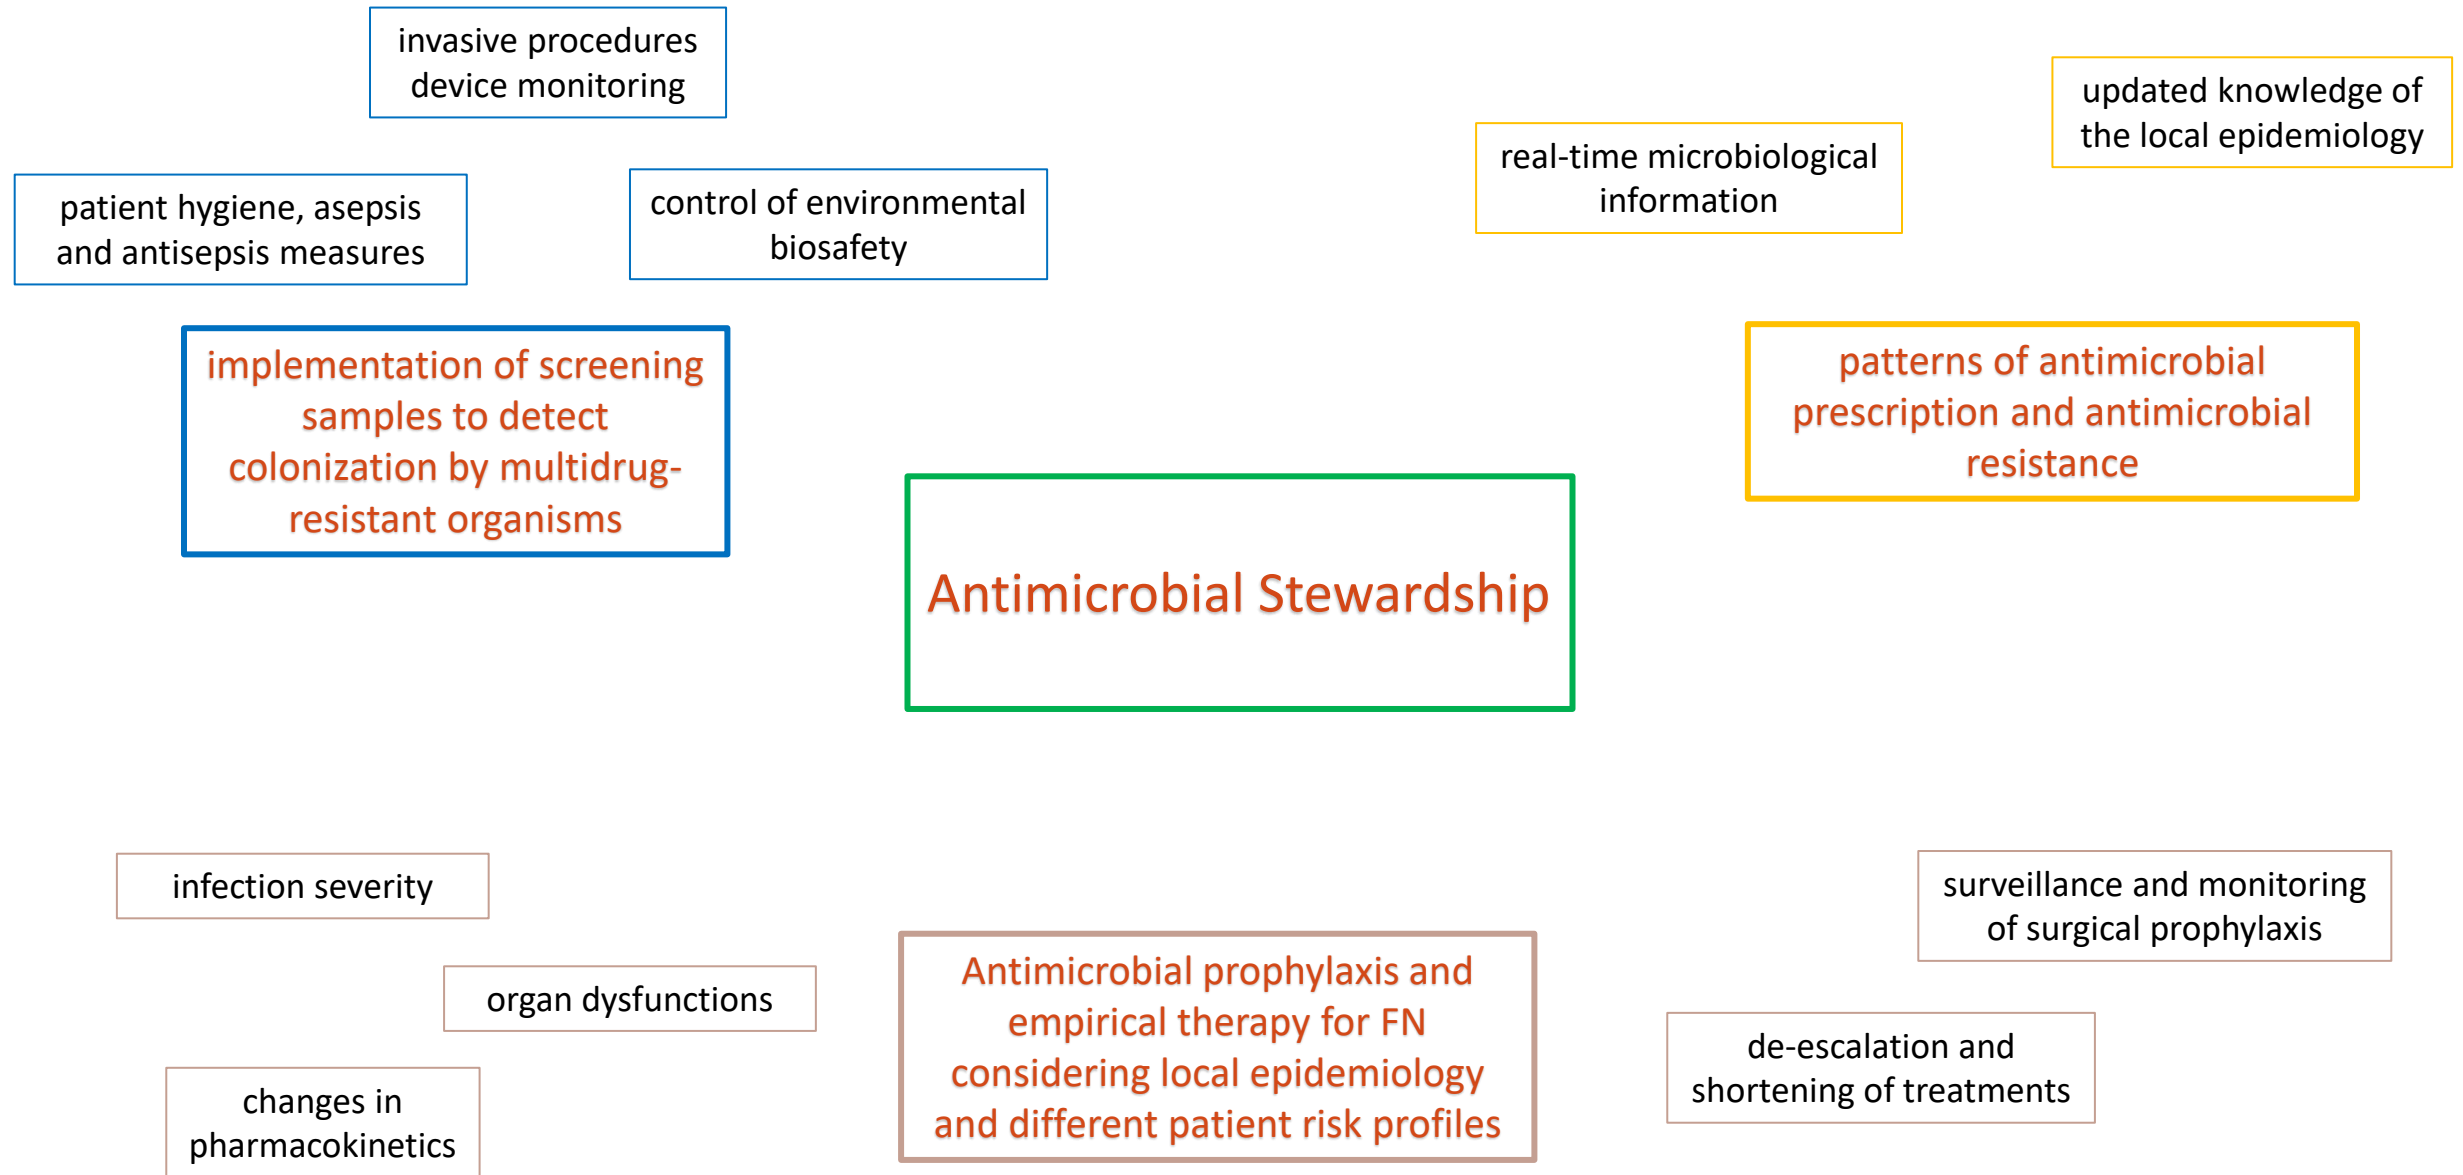 invasive procedures
device monitoring
patient hygiene, asepsis
and antisepsis measures
control of environmental
biosafety
implementation of screening
samples to detect
colonization by multidrug-
resistant organisms
real-time microbiological
information
updated knowledge of
the local epidemiology
patterns of antimicrobial
prescription and antimicrobial
resistance
Antimicrobial Stewardship
infection severity
organ dysfunctions
changes in
pharmacokinetics
Antimicrobial prophylaxis and
empirical therapy for FN
considering local epidemiology
and different patient risk profiles
surveillance and monitoring
of surgical prophylaxis
de-escalation and
shortening of treatments